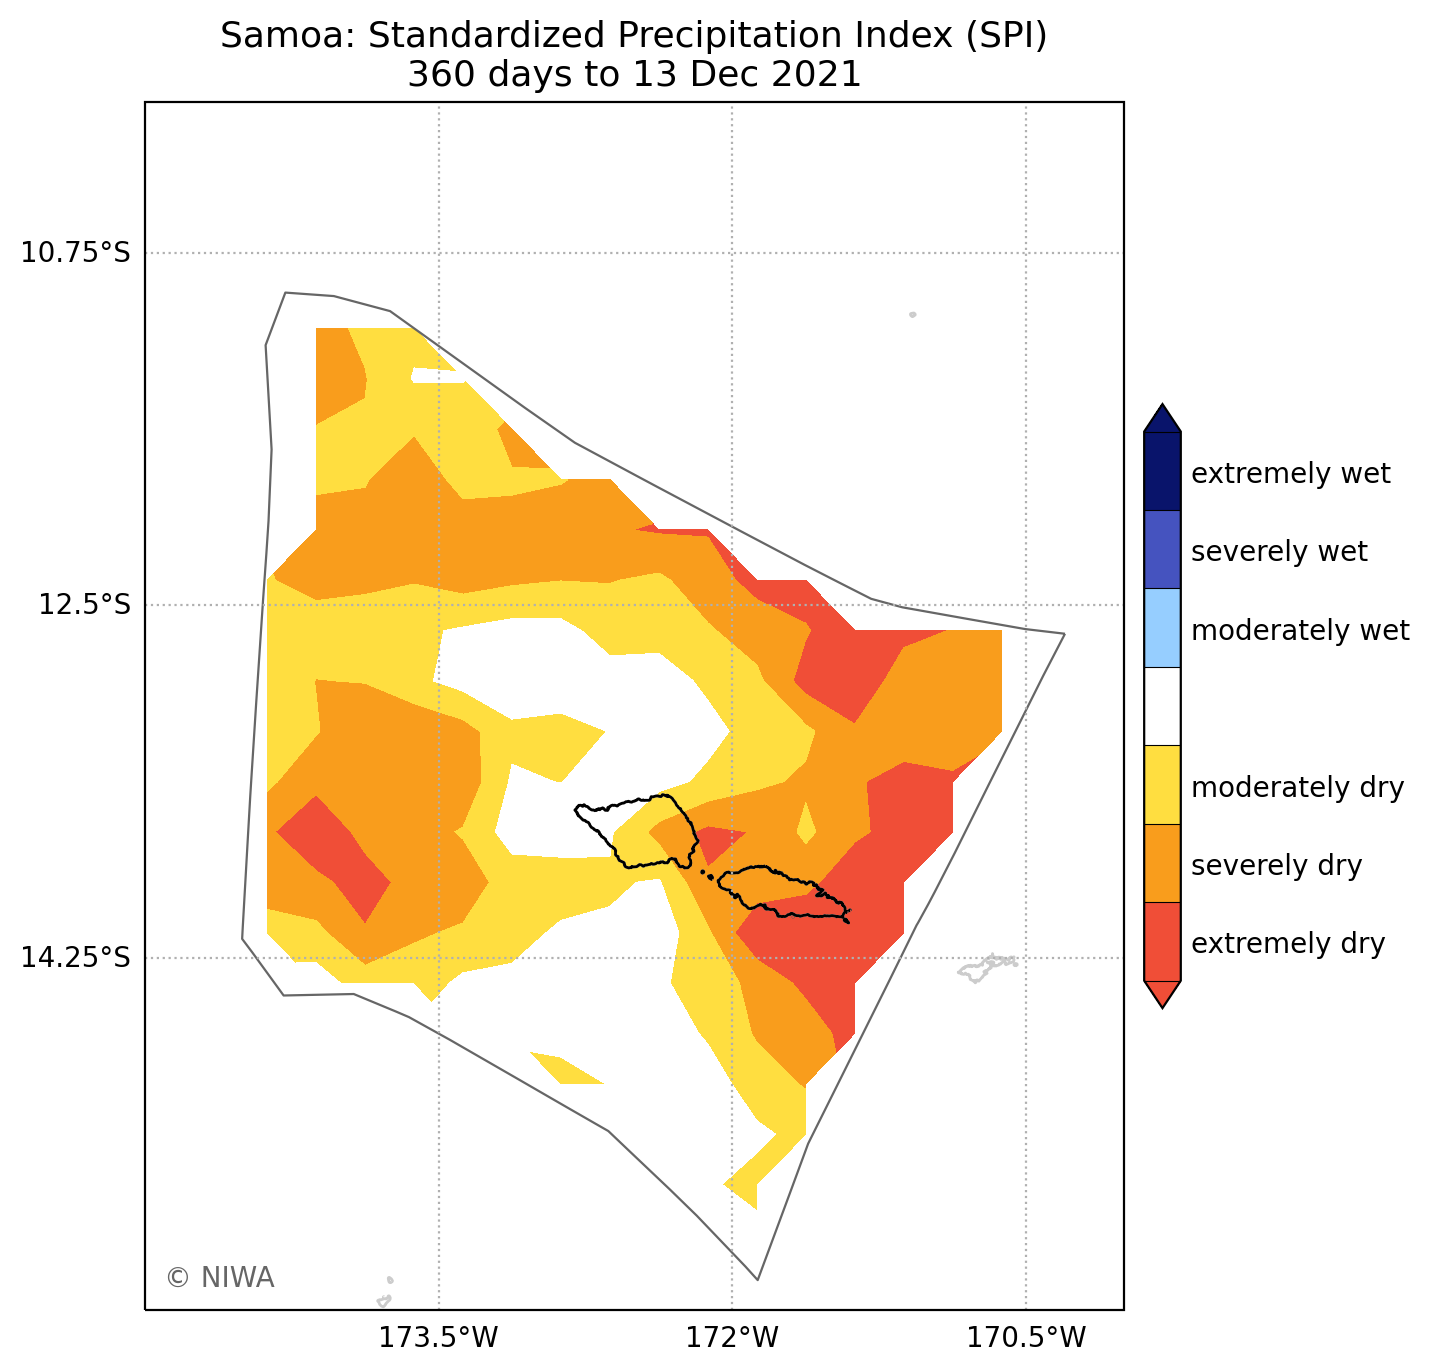 Samoa: Standardized Precipitation Index (SPI)
360 days to 13 Dec 2021
10.75°S
12.5°S
14.25°S
173.5°W
172°W
170.5°W
extremely wet
severely wet
moderately wet
moderately dry
severely dry
extremely dry
© NIWA